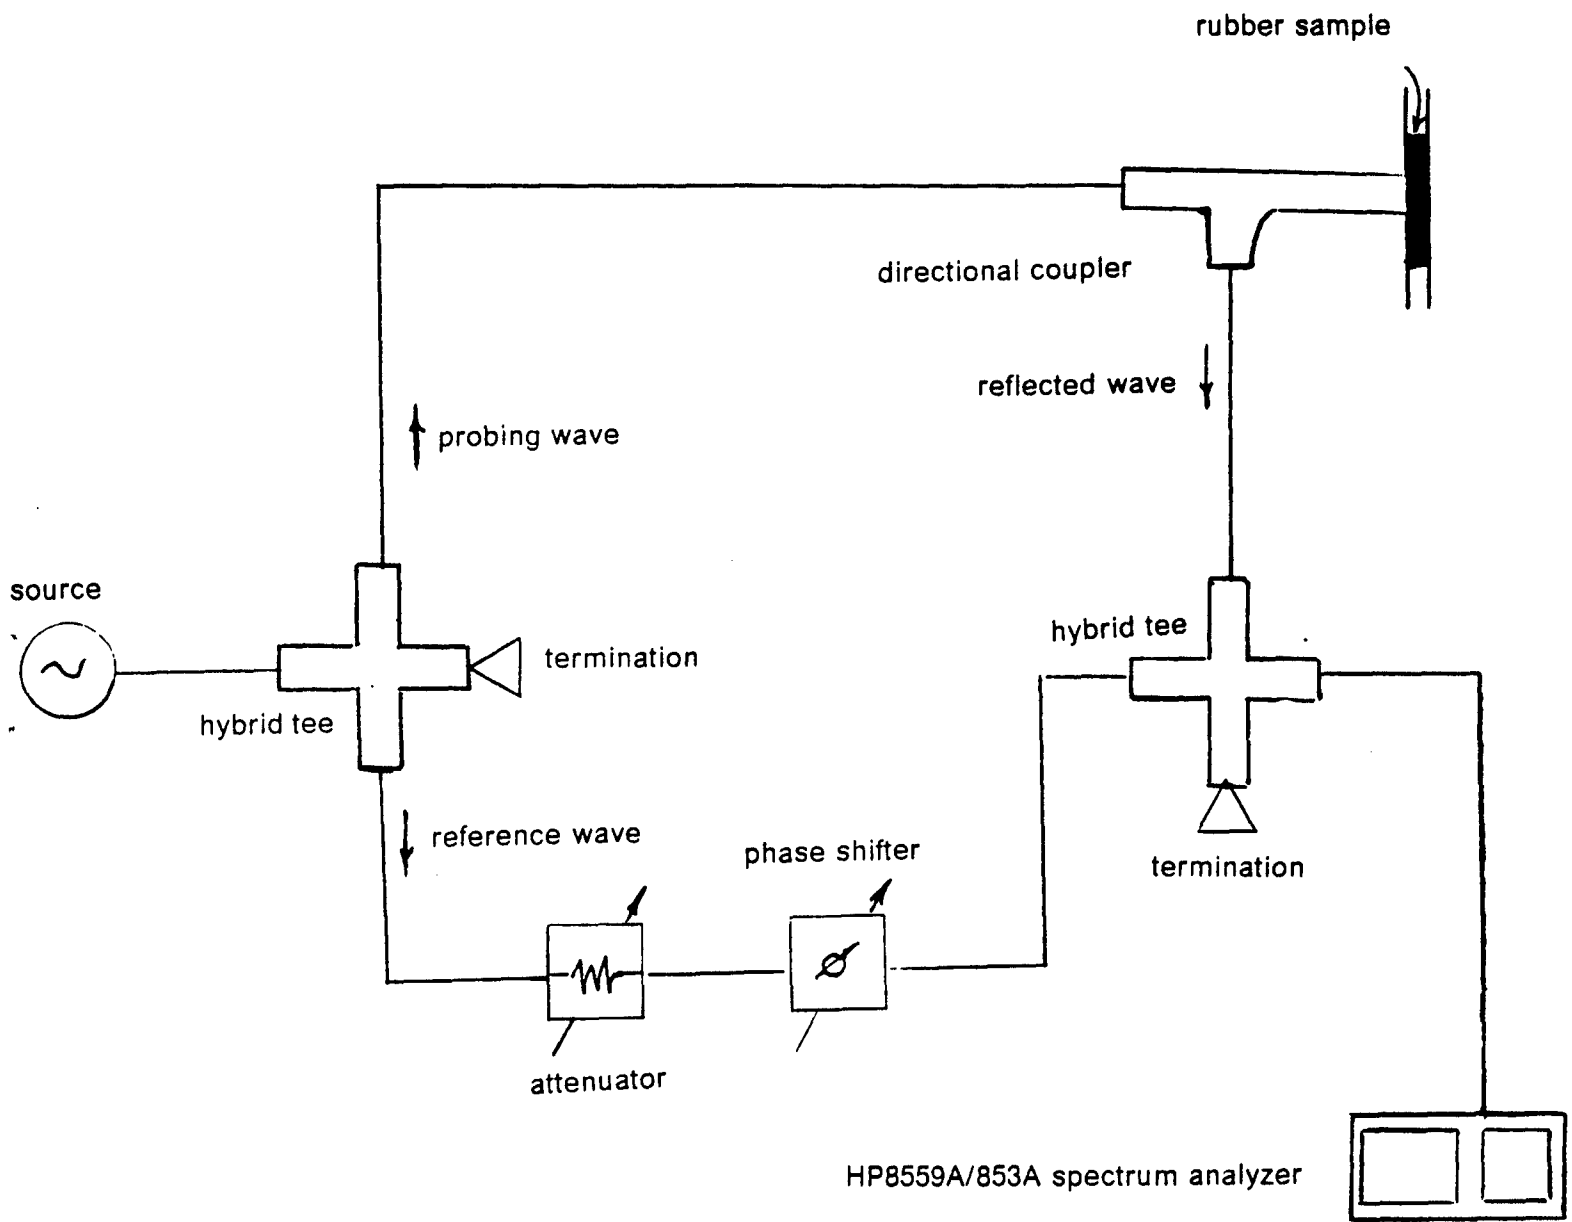 rubber sample
directional coupler
reflected wave
probing wave
source
hybrid tee
termination
hybrid tee
reference wave
phase shifter
termination
attenuator
HP8559A/853A spectrum analyzer